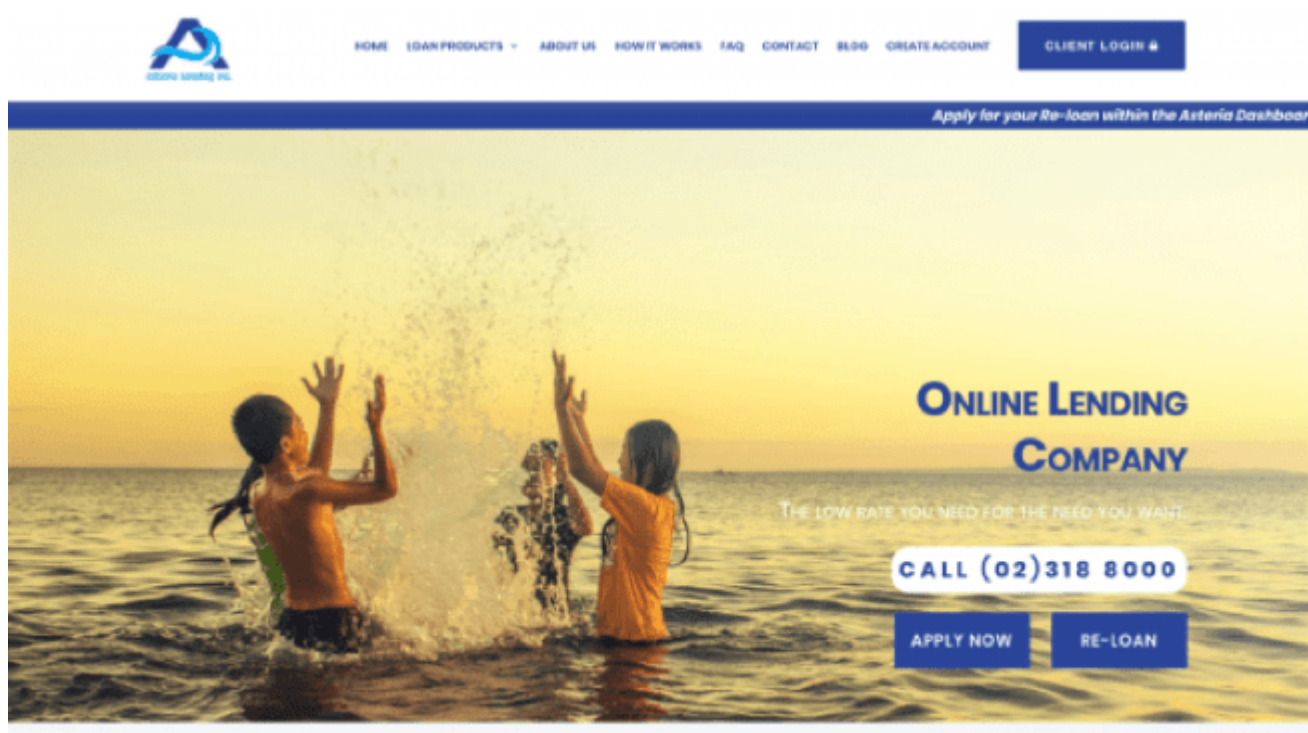 HOME LOAN PRODUCTS ABOUT US HOW IT WORKS FAQ CONTACT BLOG CREATE ACCOUNT CLIENT LOGIN
Apply for your Re-loan within the Asteria Dashboar
ONLINE LENDING
COMPANY
THE LOW RATE YOU NEED FOR THE NEED YOU WANT.
CALL (02)318 8000
APPLY NOW RE-LOAN